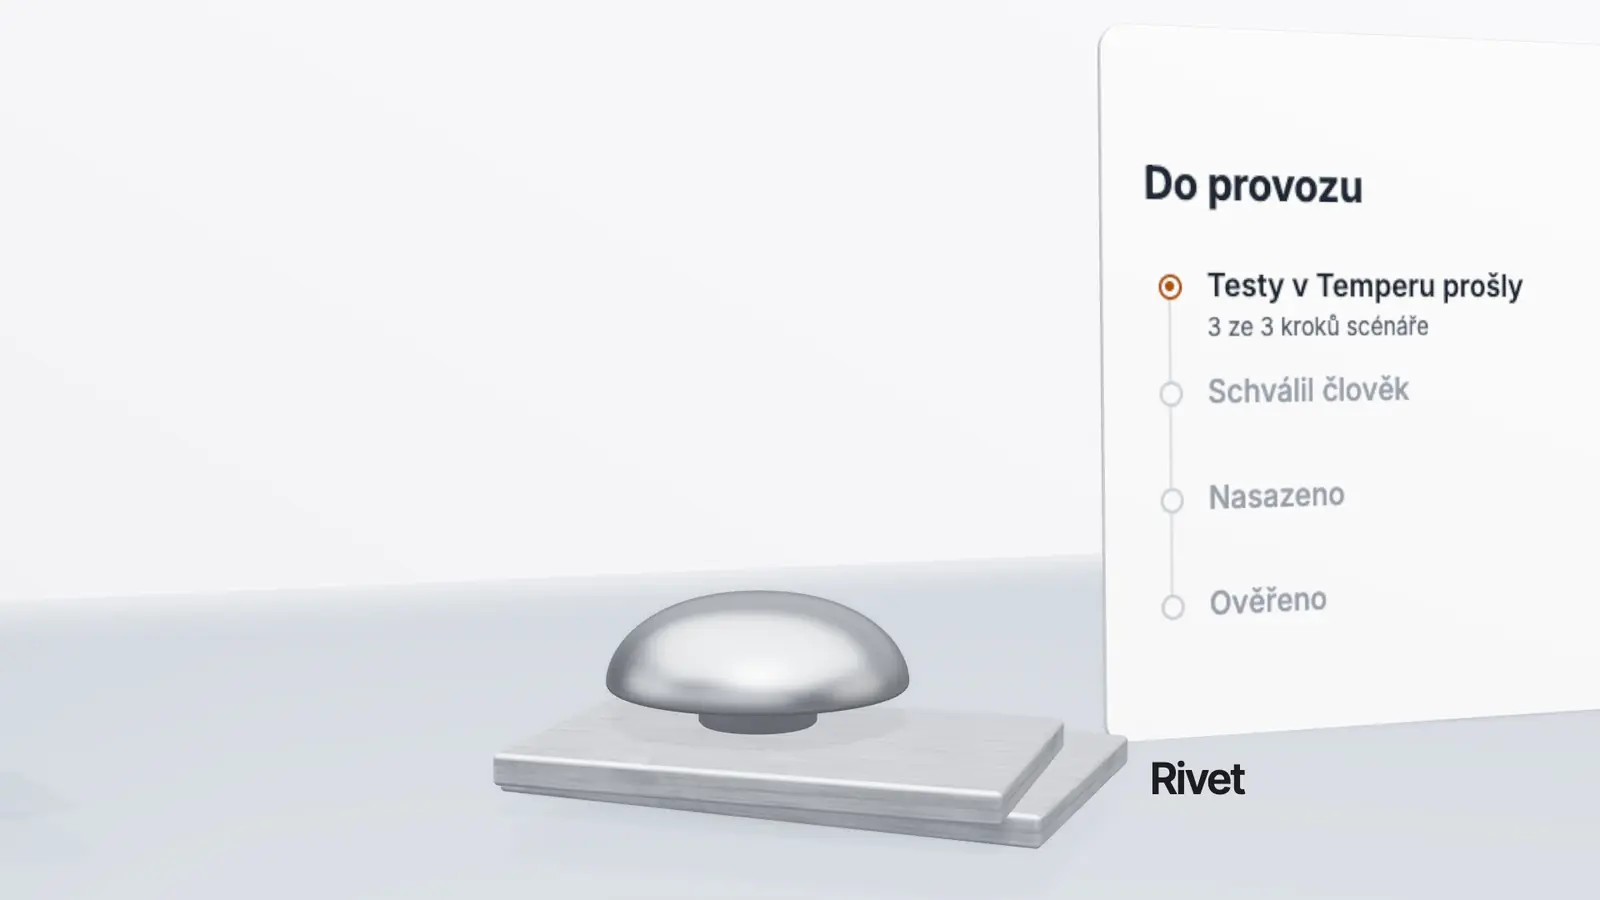 Do provozu
Testy v Temperu prošly
3 ze 3 kroků scénáře
Schválil člověk
Nasazeno
Ověřeno
Rivet